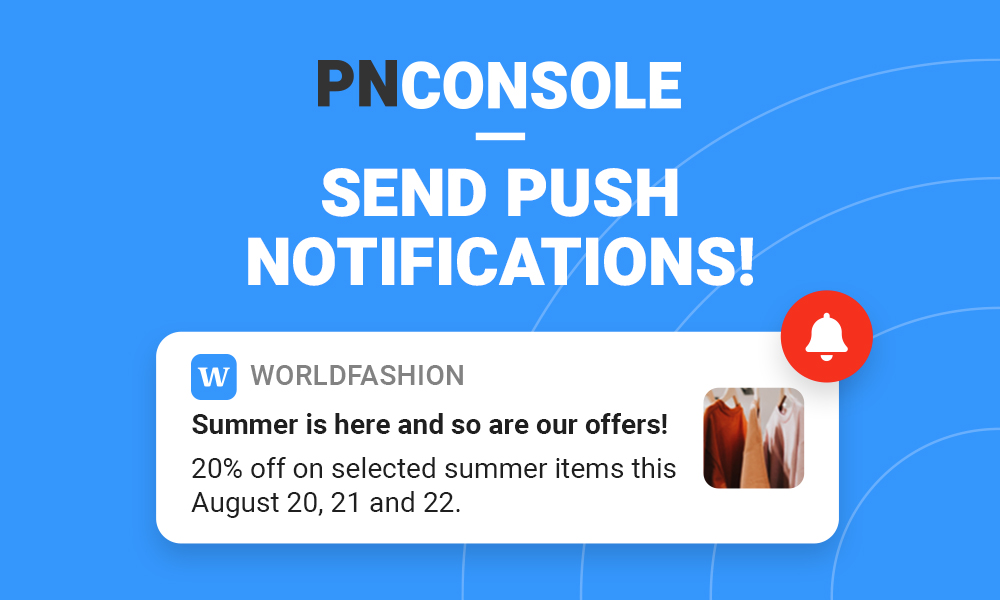 PNCONSOLE
SEND PUSH
NOTIFICATIONS!
W WORLDFASHION
Summer is here and so are our offers!
20% off on selected summer items this
August 20, 21 and 22.